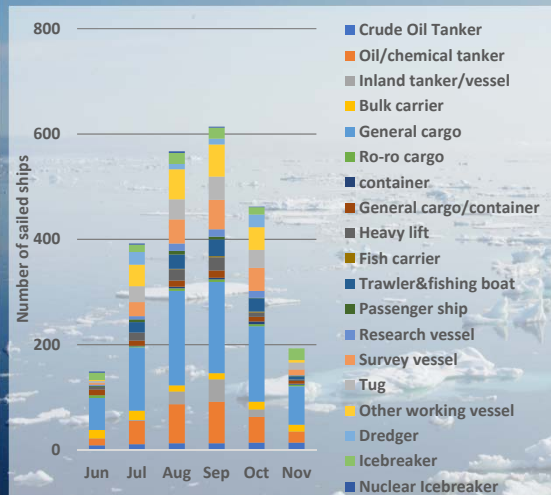 800
600
400
200
0
Number of sailed ships
Jun Jul Aug Sep Oct Nov
Crude Oil Tanker
Oil/chemical tanker
Inland tanker/vessel
Bulk carrier
General cargo
Ro-ro cargo
container
General cargo/container
Heavy lift
Fish carrier
Trawler&fishing boat
Passenger ship
Research vessel
Survey vessel
Tug
Other working vessel
Dredger
Icebreaker
Nuclear Icebreaker